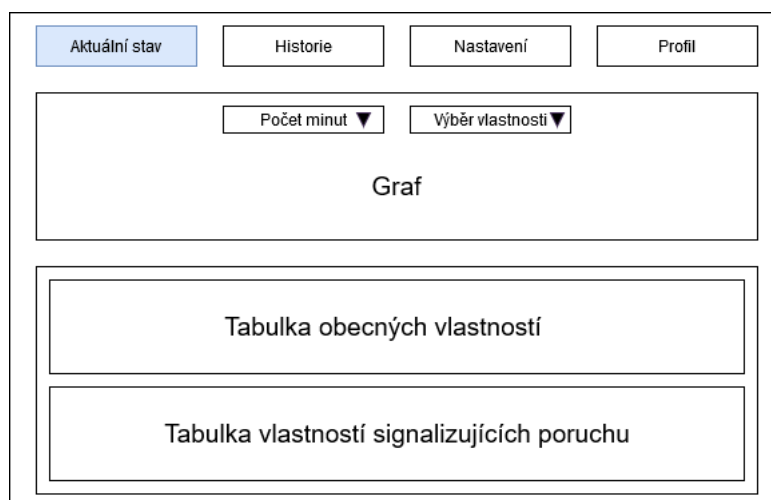 Aktuální stav
Historie
Nastavení
Profil
Počet minut
Výběr vlastnosti
Graf
Tabulka obecných vlastností
Tabulka vlastností signalizujících poruchu